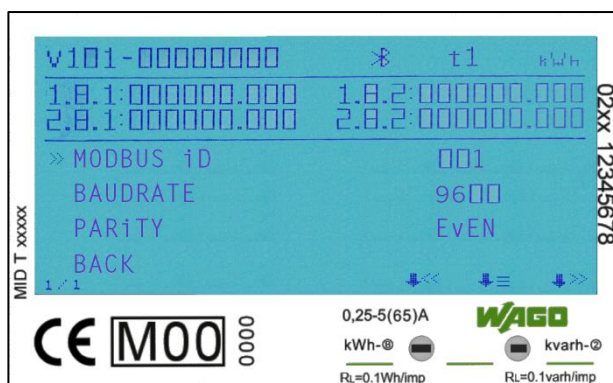 v101-00000000 t1 kWh
1.8.1:000000.000 1.8.2:000000.000
2.8.1:000000.000 2.8.2:000000.000
» MODBUS iD 001
BAUDRATE 9600
PARiTY EvEN
BACK
1/1 << >>
MID T xxxxx
02xx 12345678
CE M00 0000
0,25-5(65)A WAGO
kWh-⑧ kvarh-②
RL=0.1Wh/imp RL=0.1varh/imp